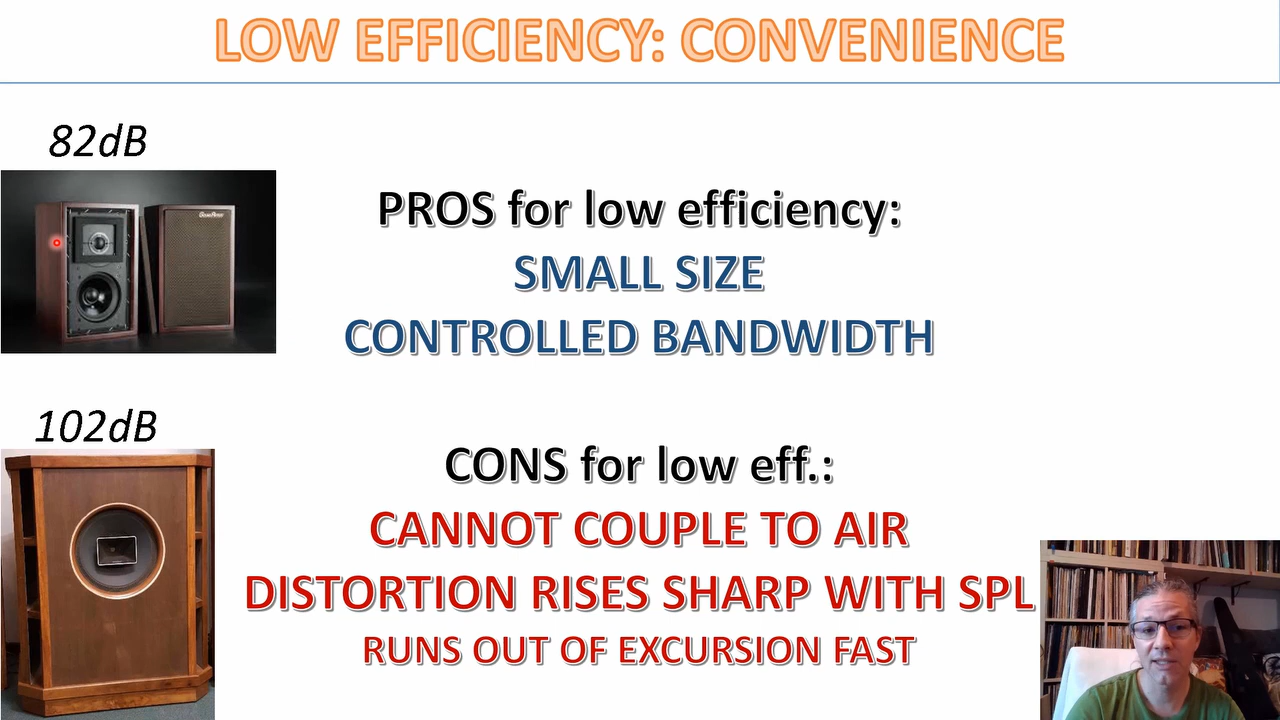 LOW EFFICIENCY: CONVENIENCE
82dB
PROS for low efficiency:
SMALL SIZE
CONTROLLED BANDWIDTH
102dB
CONS for low eff.:
CANNOT COUPLE TO AIR
DISTORTION RISES SHARP WITH SPL
RUNS OUT OF EXCURSION FAST